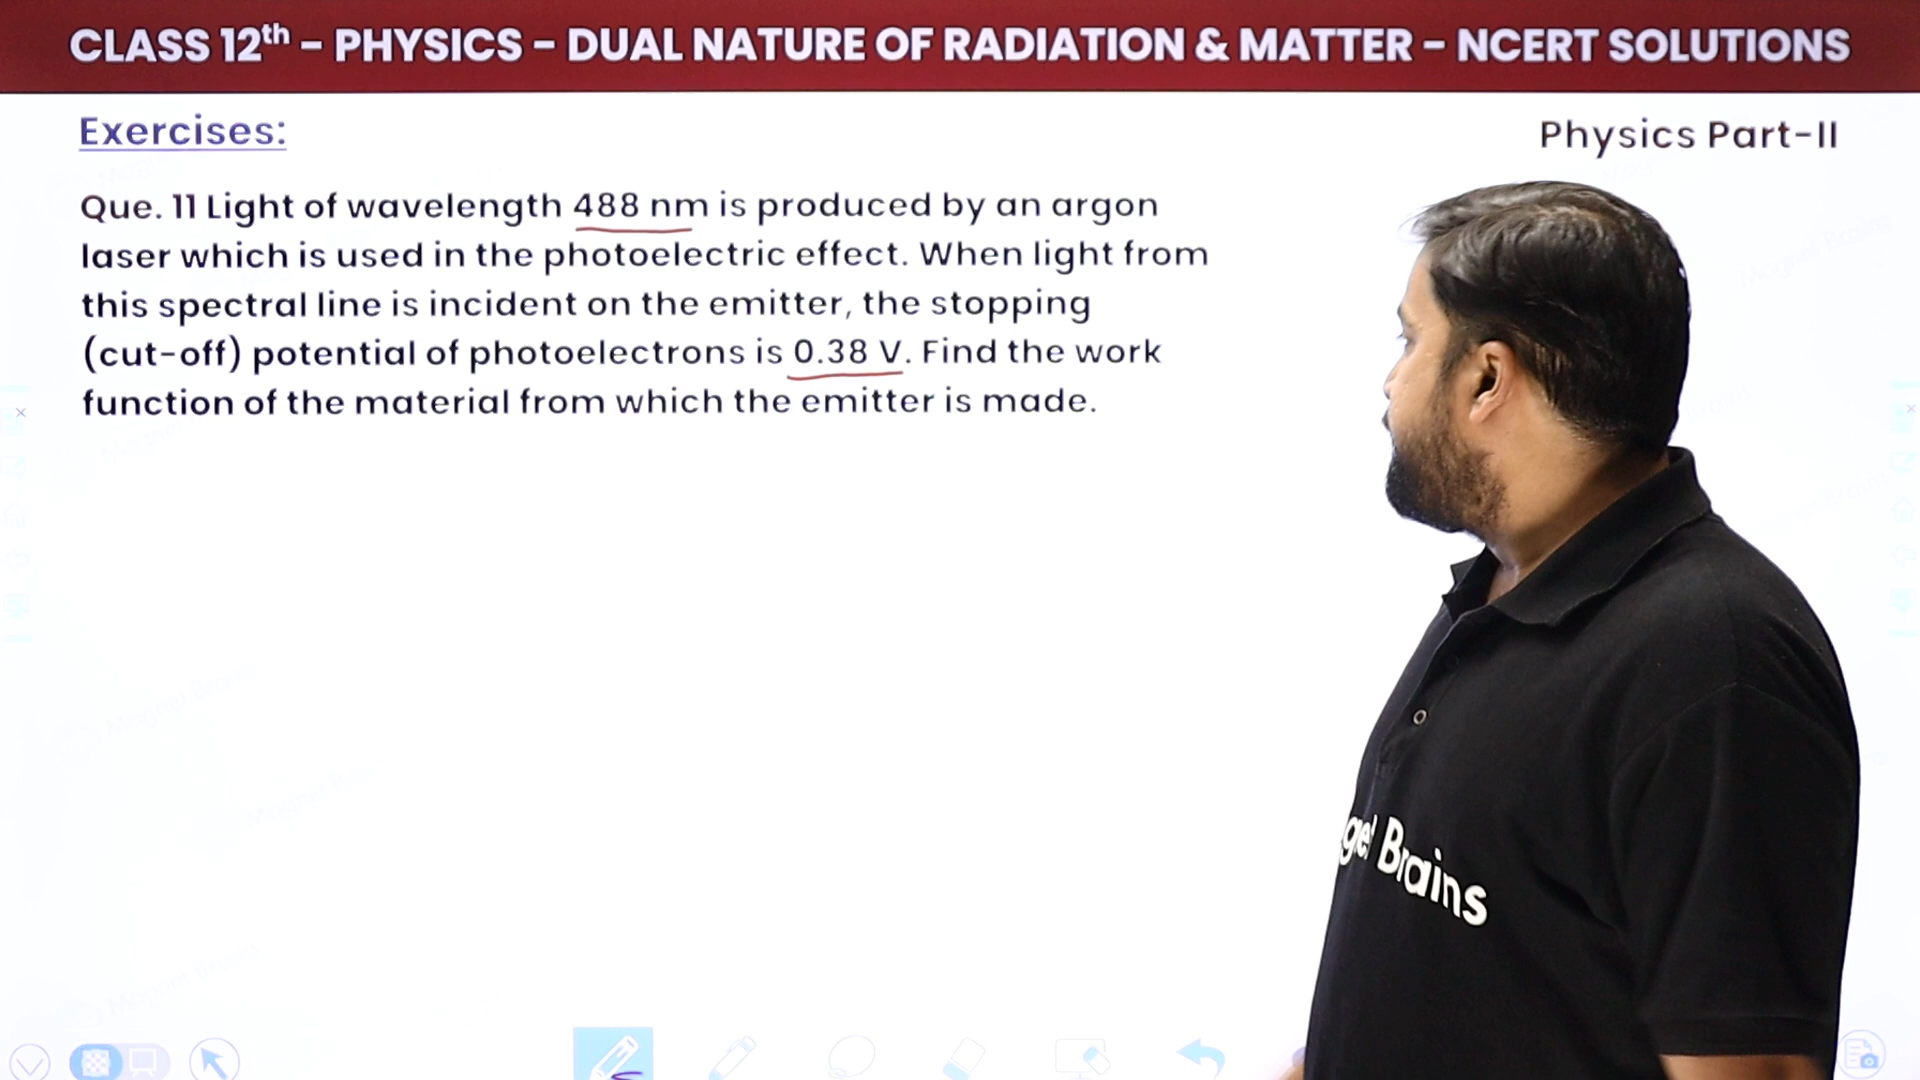 CLASS 12th – PHYSICS – DUAL NATURE OF RADIATION & MATTER – NCERT SOLUTIONS
Exercises:
Physics Part-II
Que. 11 Light of wavelength 488 nm is produced by an argon
laser which is used in the photoelectric effect. When light from
this spectral line is incident on the emitter, the stopping
(cut-off) potential of photoelectrons is 0.38 V. Find the work
function of the material from which the emitter is made.
Brains